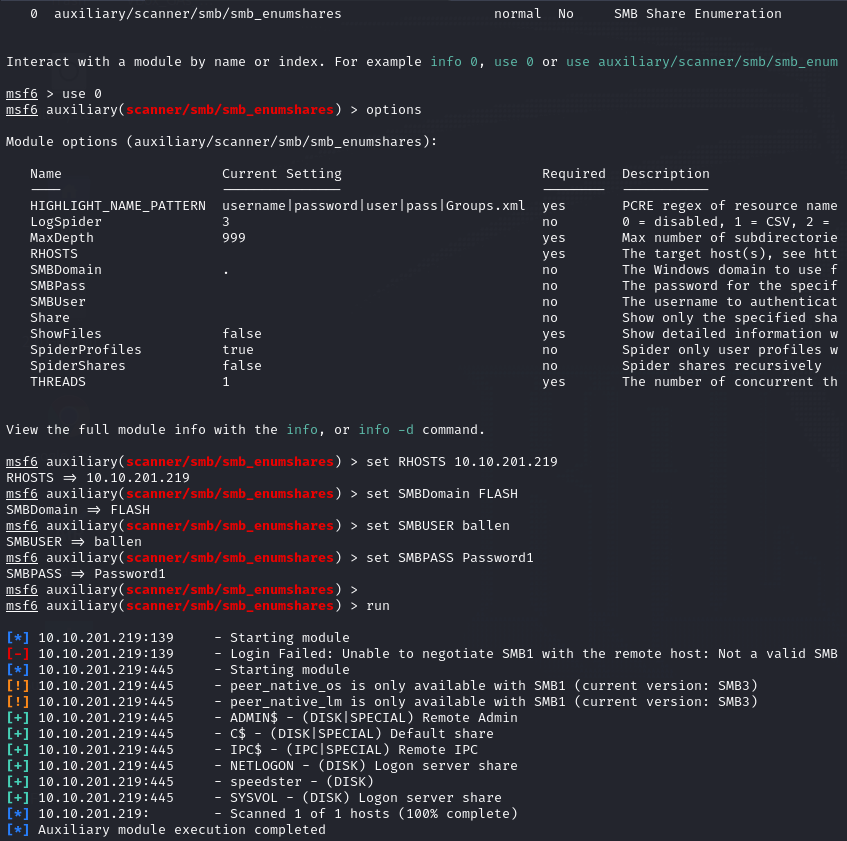 0  auxiliary/scanner/smb/smb_enumshares                   normal  No     SMB Share Enumeration
Interact with a module by name or index. For example info 0, use 0 or use auxiliary/scanner/smb/smb_enum
msf6 > use 0
msf6 auxiliary(scanner/smb/smb_enumshares) > options
Module options (auxiliary/scanner/smb/smb_enumshares):
Name                    Current Setting                         Required  Description
HIGHLIGHT_NAME_PATTERN  username|password|user|pass|Groups.xml  yes       PCRE regex of resource name
LogSpider               3                                       no        0 = disabled, 1 = CSV, 2 =
MaxDepth                999                                     yes       Max number of subdirectorie
RHOSTS                                                          yes       The target host(s), see htt
SMBDomain               .                                       no        The Windows domain to use f
SMBPass                                                         no        The password for the specif
SMBUser                                                         no        The username to authenticat
Share                                                           no        Show only the specified sha
ShowFiles               false                                   yes       Show detailed information w
SpiderProfiles          true                                    no        Spider only user profiles w
SpiderShares            false                                   no        Spider shares recursively
THREADS                 1                                       yes       The number of concurrent th
View the full module info with the info, or info -d command.
msf6 auxiliary(scanner/smb/smb_enumshares) > set RHOSTS 10.10.201.219
RHOSTS => 10.10.201.219
msf6 auxiliary(scanner/smb/smb_enumshares) > set SMBDomain FLASH
SMBDomain => FLASH
msf6 auxiliary(scanner/smb/smb_enumshares) > set SMBUSER ballen
SMBUSER => ballen
msf6 auxiliary(scanner/smb/smb_enumshares) > set SMBPASS Password1
SMBPASS => Password1
msf6 auxiliary(scanner/smb/smb_enumshares) >
msf6 auxiliary(scanner/smb/smb_enumshares) > run
[*] 10.10.201.219:139     - Starting module
[-] 10.10.201.219:139     - Login Failed: Unable to negotiate SMB1 with the remote host: Not a valid SMB
[*] 10.10.201.219:445     - Starting module
[!] 10.10.201.219:445     - peer_native_os is only available with SMB1 (current version: SMB3)
[!] 10.10.201.219:445     - peer_native_lm is only available with SMB1 (current version: SMB3)
[+] 10.10.201.219:445     - ADMIN$ - (DISK|SPECIAL) Remote Admin
[+] 10.10.201.219:445     - C$ - (DISK|SPECIAL) Default share
[+] 10.10.201.219:445     - IPC$ - (IPC|SPECIAL) Remote IPC
[+] 10.10.201.219:445     - NETLOGON - (DISK) Logon server share
[+] 10.10.201.219:445     - speedster - (DISK)
[+] 10.10.201.219:445     - SYSVOL - (DISK) Logon server share
[*] 10.10.201.219:        - Scanned 1 of 1 hosts (100% complete)
[*] Auxiliary module execution completed